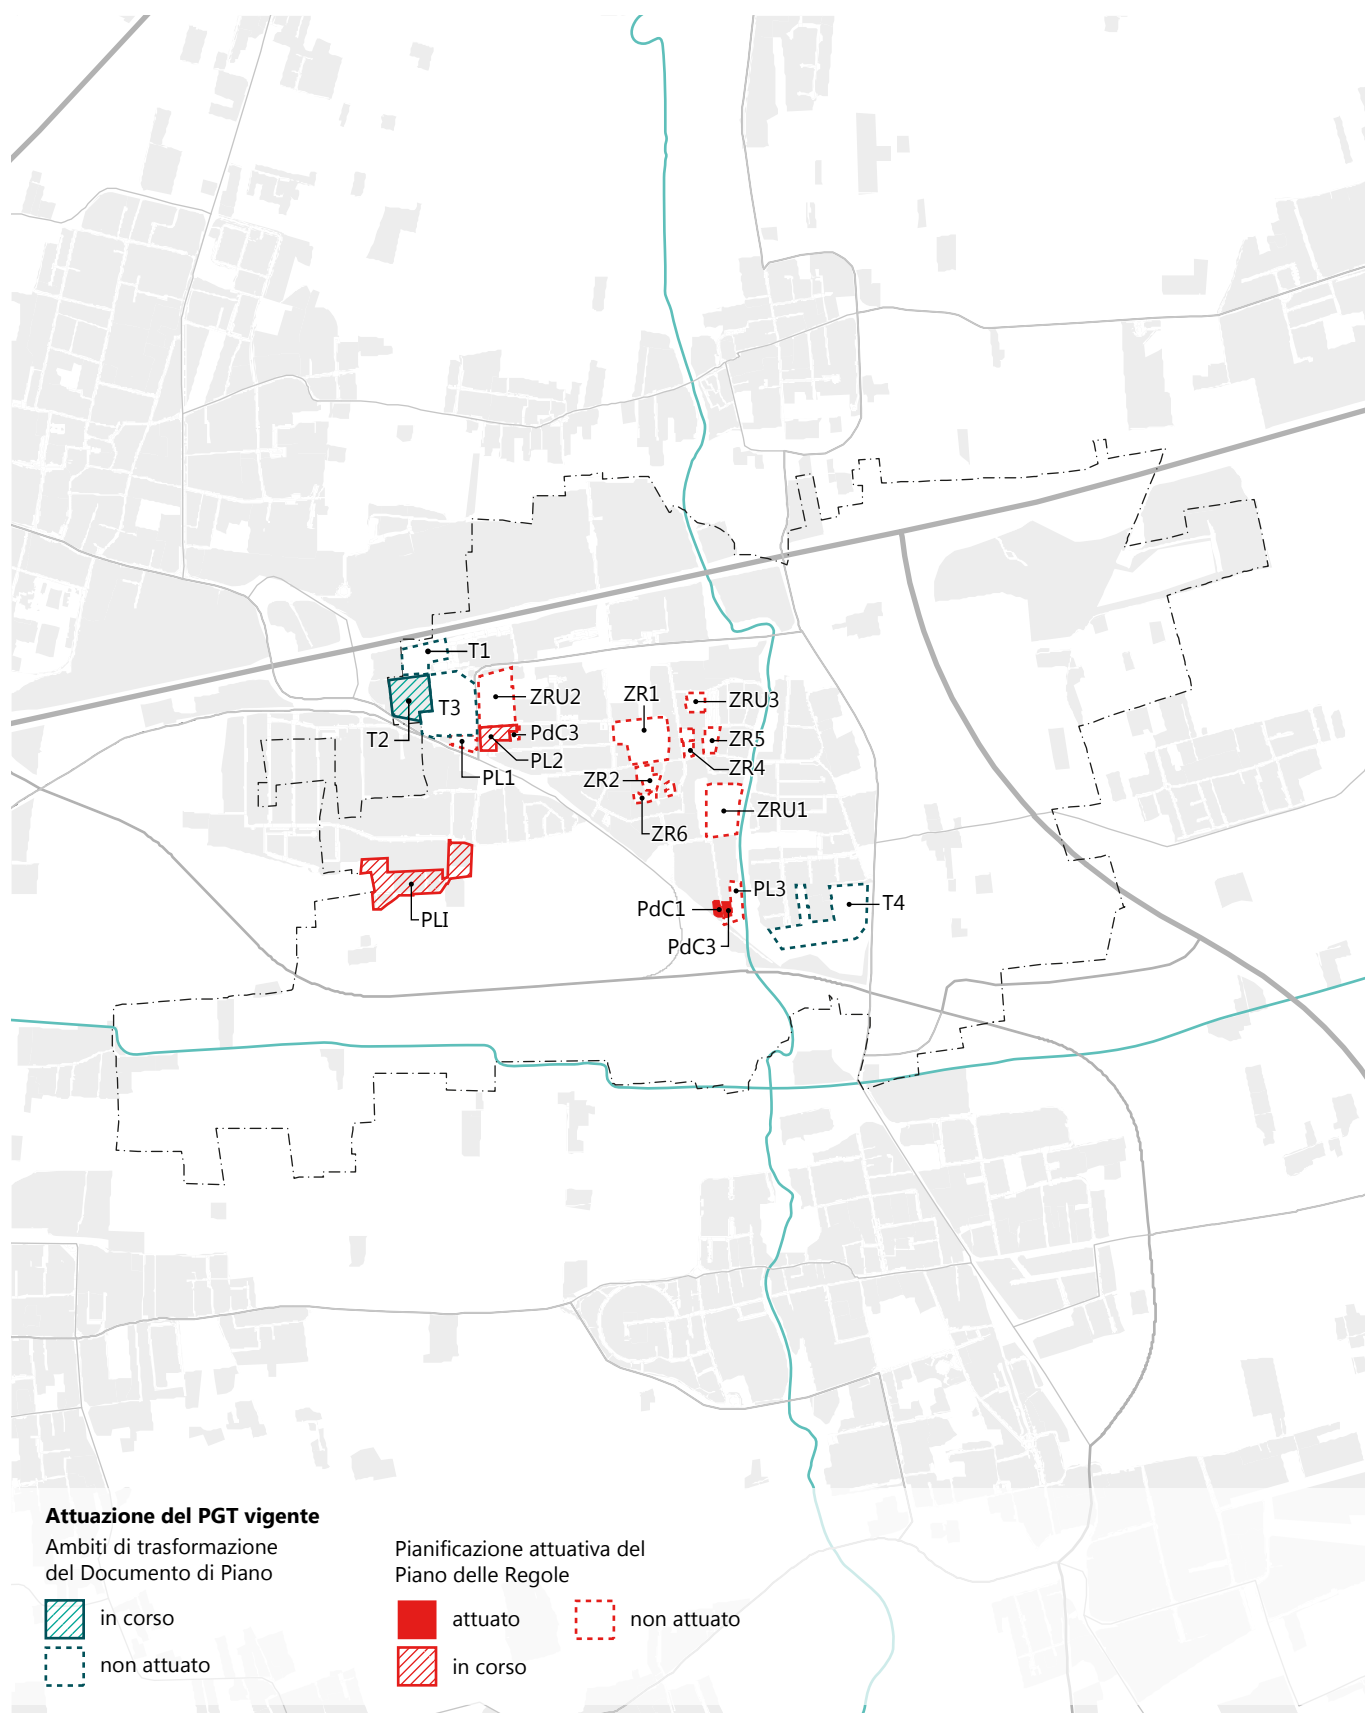 T1
ZRU2
ZR1
ZRU3
T3
PdC3
T2
ZR5
PL2
ZR4
PL1
ZR2
ZRU1
ZR6
PL3
T4
PdC1
PLI
PdC3
Attuazione del PGT vigente
Ambiti di trasformazione
del Documento di Piano
in corso
non attuato
Pianificazione attuativa del
Piano delle Regole
attuato
non attuato
in corso